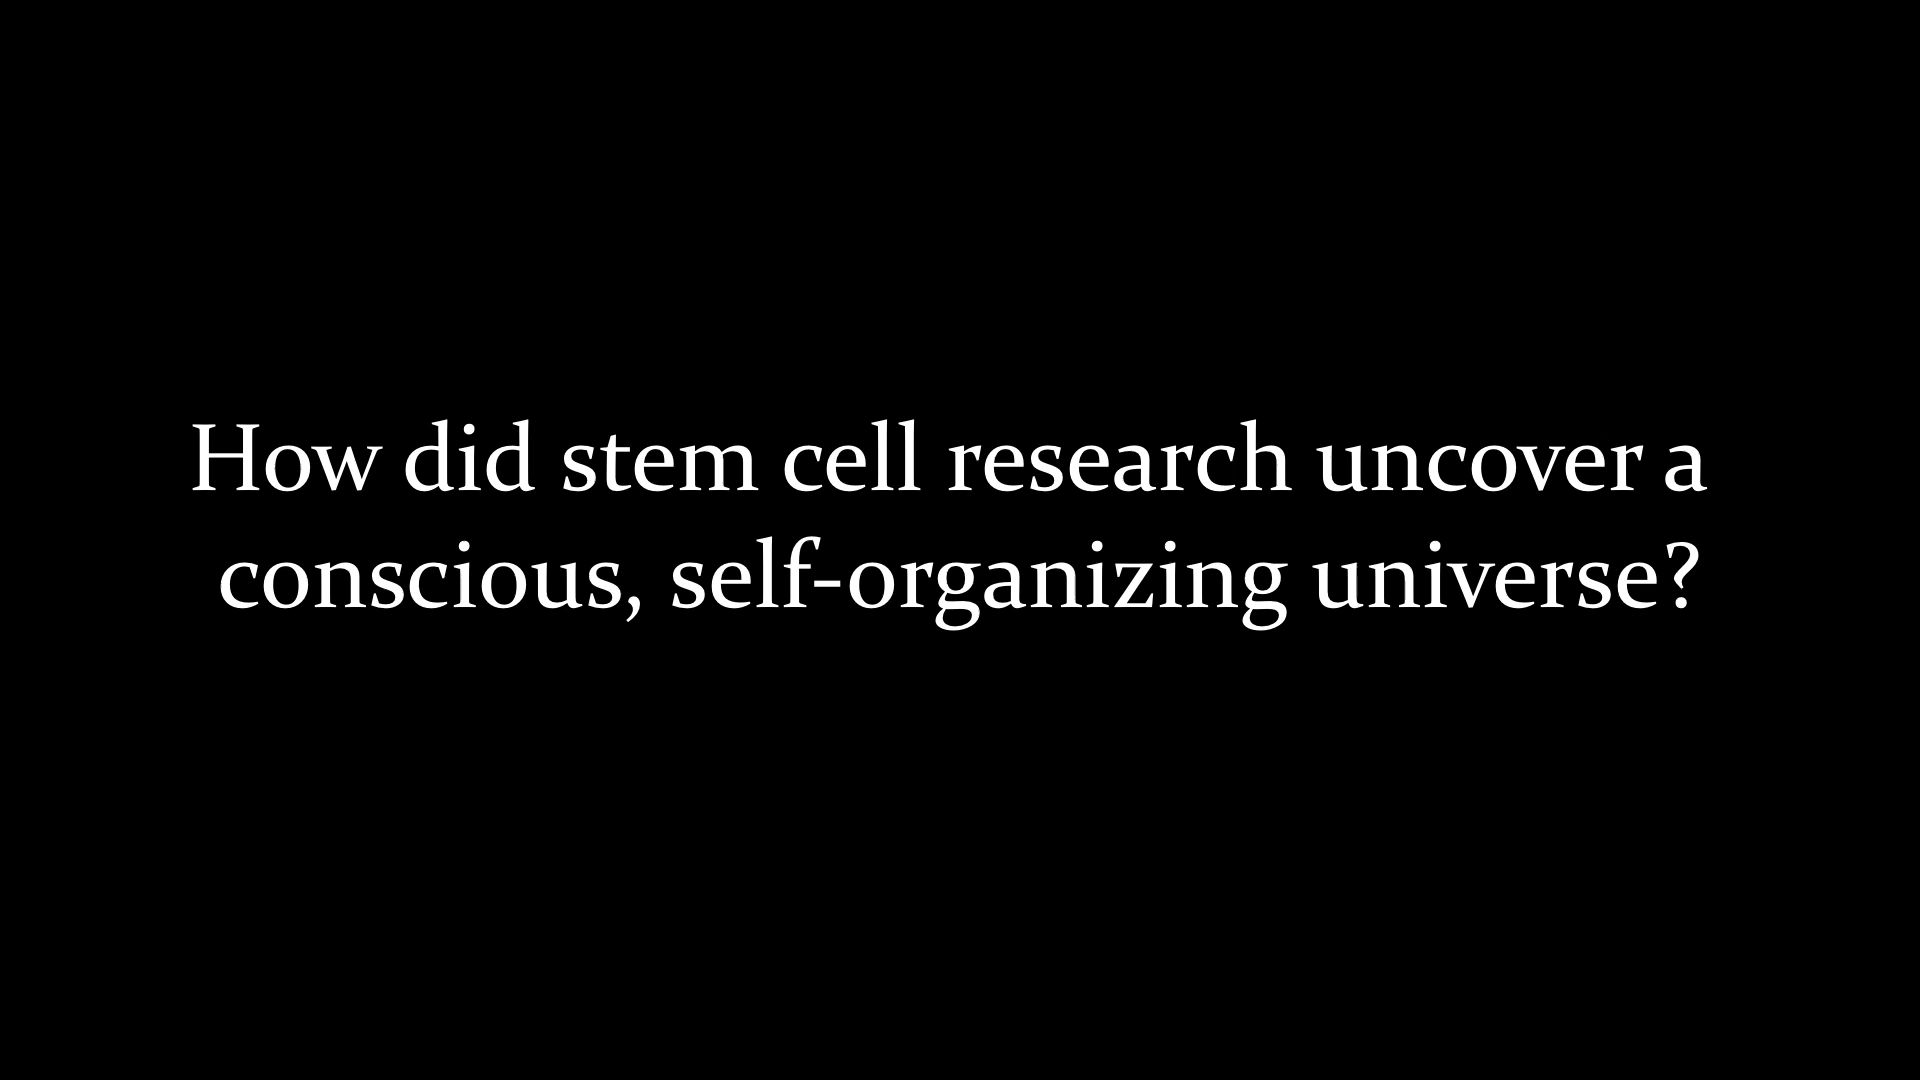 How did stem cell research uncover a
conscious, self-organizing universe?